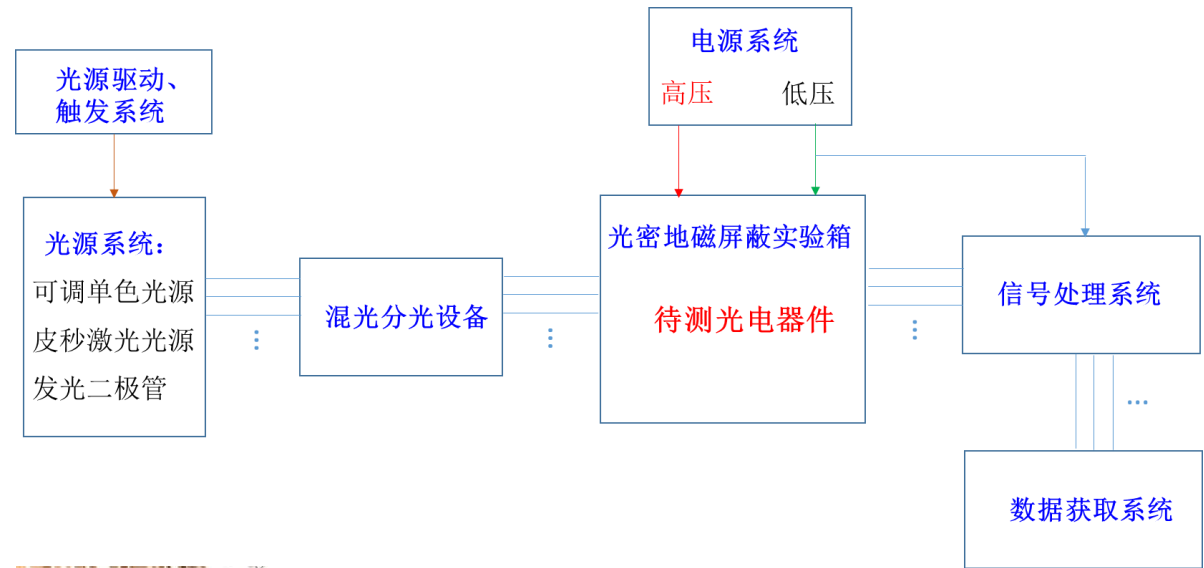 电源系统
高压
低压
光源驱动、
触发系统
光源系统：
可调单色光源
皮秒激光光源
发光二极管
混光分光设备
光密地磁屏蔽实验箱
待测光电器件
信号处理系统
数据获取系统